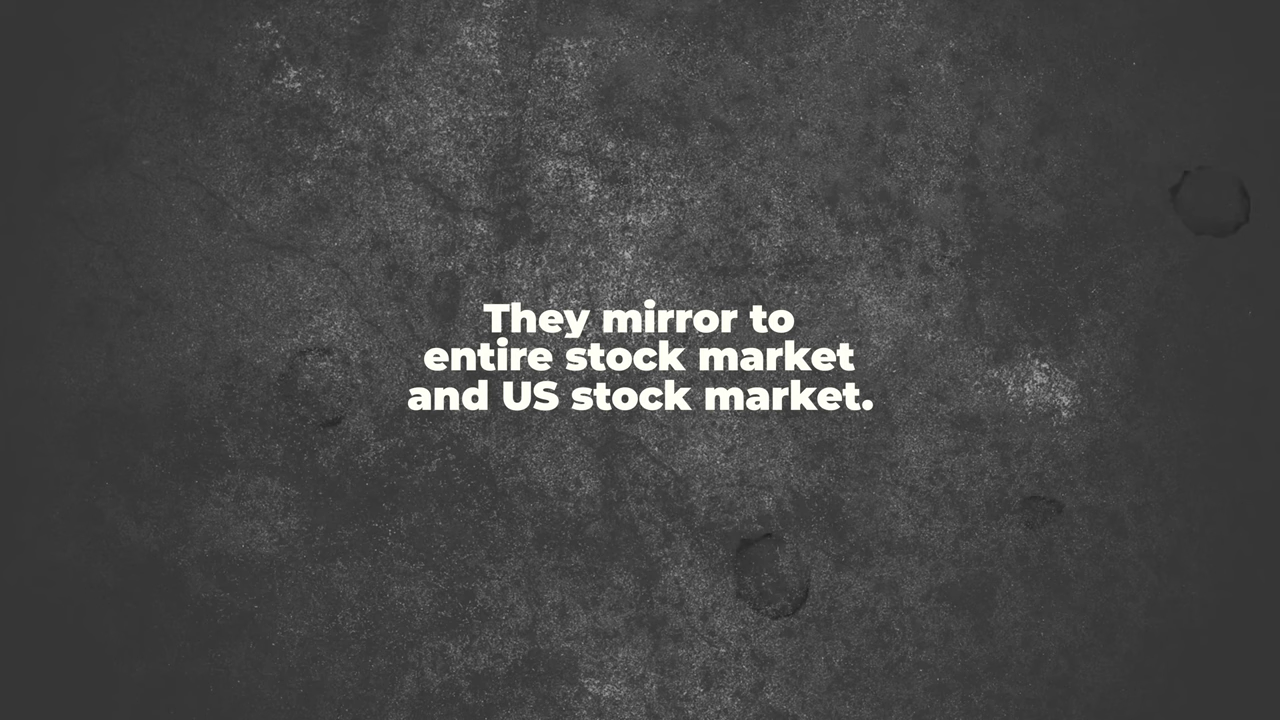 They mirror to
entire stock market
and US stock market.